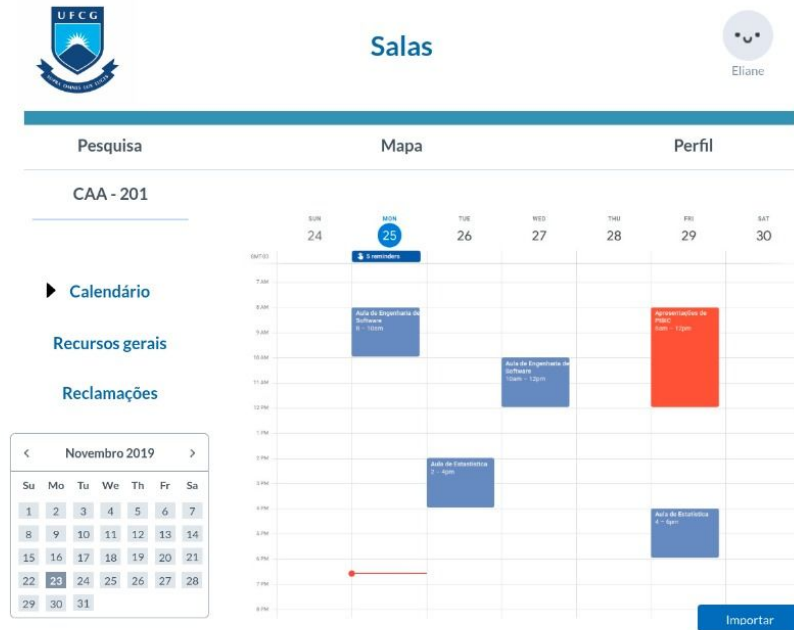 UFCG
Salas
Eliane
Pesquisa
Mapa
Perfil
CAA - 201
Calendário
Recursos gerais
Reclamações
< Novembro 2019 >
Su Mo Tu We Th Fr Sa
1 2 3 4 5 6 7
8 9 10 11 12 13 14
15 16 17 18 19 20 21
22 23 24 25 26 27 28
29 30 31
SUN MON TUE WED THU FRI SAT
24 25 26 27 28 29 30
GMT-03
5 reminders
7 AM
8 AM
9 AM
10 AM
11 AM
12 PM
1 PM
2 PM
3 PM
4 PM
5 PM
6 PM
7 PM
8 PM
Aula de Engenharia de
Software
8 – 10am
Aula de Estatística
2 – 4pm
Aula de Engenharia de
Software
10am – 12pm
Apresentações de
PIBIC
8am – 12pm
Aula de Estatística
4 – 6pm
Importar